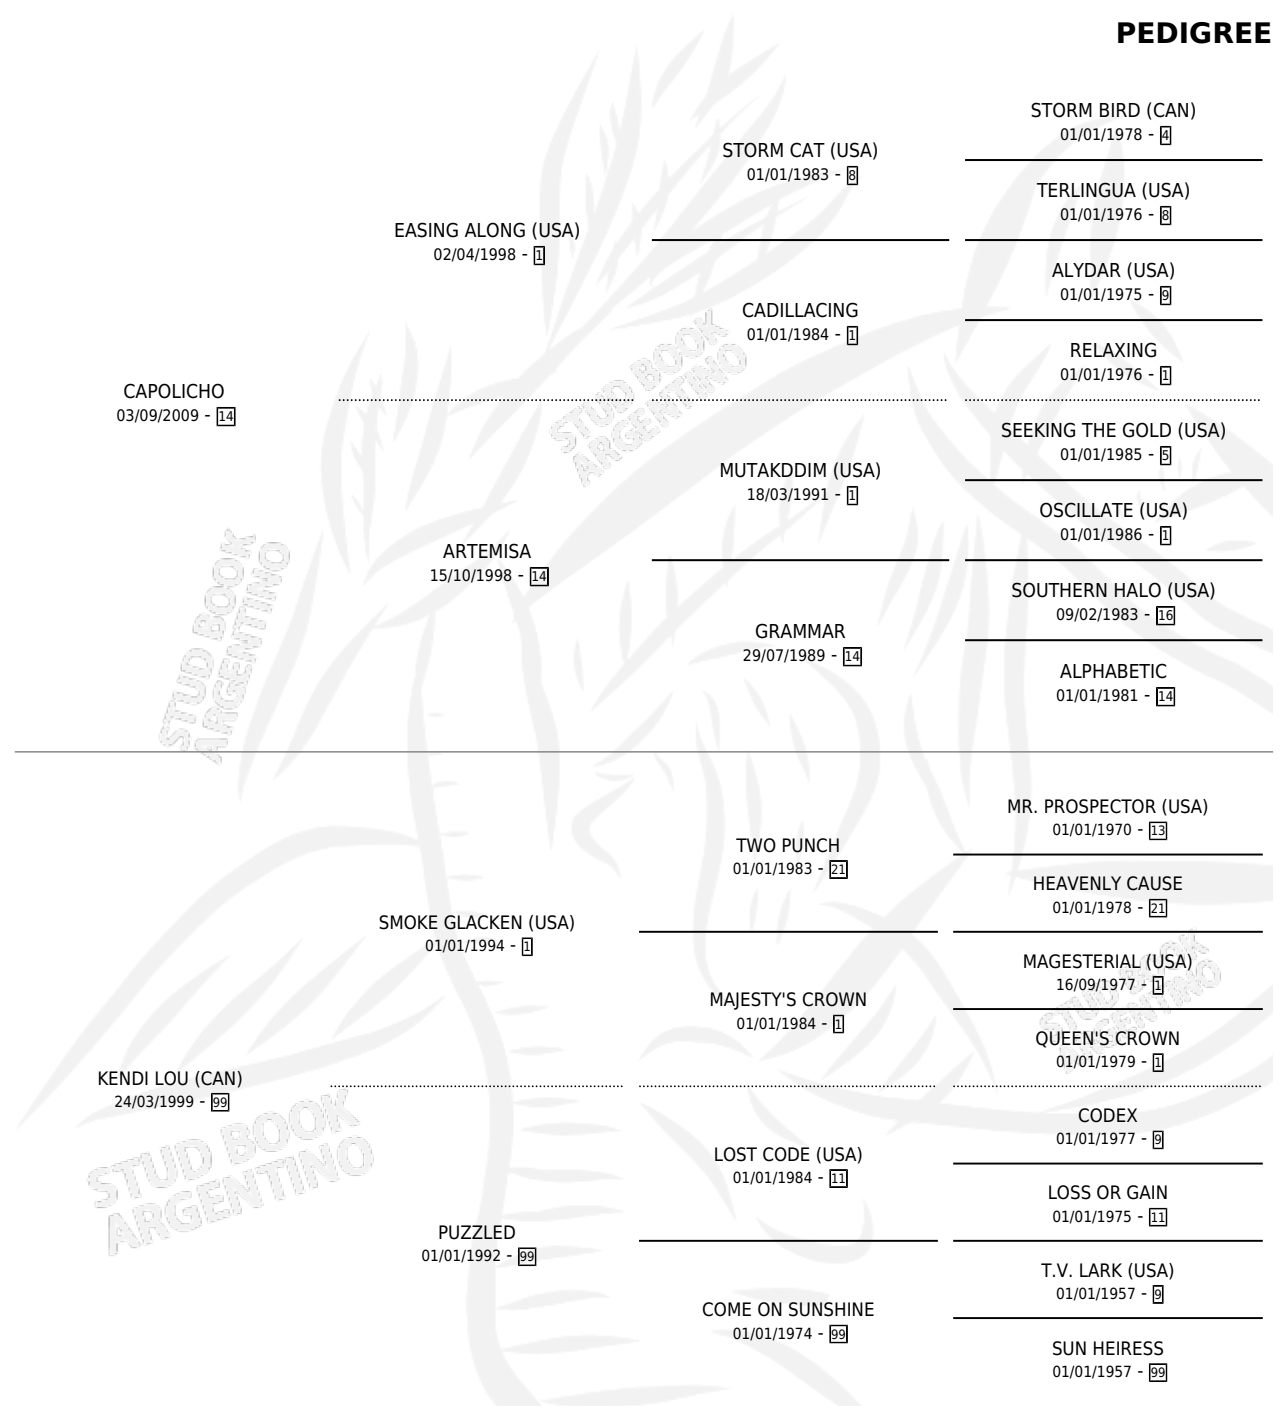 PEDIGREE
STORM BIRD (CAN)
01/01/1978 - 4
STORM CAT (USA)
01/01/1983 - 8
TERLINGUA (USA)
01/01/1976 - 8
EASING ALONG (USA)
02/04/1998 - 1
ALYDAR (USA)
01/01/1975 - 9
CADILLACING
01/01/1984 - 1
RELAXING
01/01/1976 - 1
CAPOLICHO
03/09/2009 - 14
SEEKING THE GOLD (USA)
01/01/1985 - 5
MUTAKDDIM (USA)
18/03/1991 - 1
OSCILLATE (USA)
01/01/1986 - 1
ARTEMISA
15/10/1998 - 14
SOUTHERN HALO (USA)
09/02/1983 - 16
GRAMMAR
29/07/1989 - 14
ALPHABETIC
01/01/1981 - 14
MR. PROSPECTOR (USA)
01/01/1970 - 13
TWO PUNCH
01/01/1983 - 21
HEAVENLY CAUSE
01/01/1978 - 21
SMOKE GLACKEN (USA)
01/01/1994 - 1
MAGESTERIAL (USA)
16/09/1977 - 1
MAJESTY'S CROWN
01/01/1984 - 1
QUEEN'S CROWN
01/01/1979 - 1
KENDI LOU (CAN)
24/03/1999 - 99
CODEX
01/01/1977 - 9
LOST CODE (USA)
01/01/1984 - 11
LOSS OR GAIN
01/01/1975 - 11
PUZZLED
01/01/1992 - 99
T.V. LARK (USA)
01/01/1957 - 9
COME ON SUNSHINE
01/01/1974 - 99
SUN HEIRESS
01/01/1957 - 99
STUD BOOK
ARGENTINO
STUD BOOK
ARGENTINO
STUD BOOK
ARGENTINO
STUD BOOK
ARGENTINO